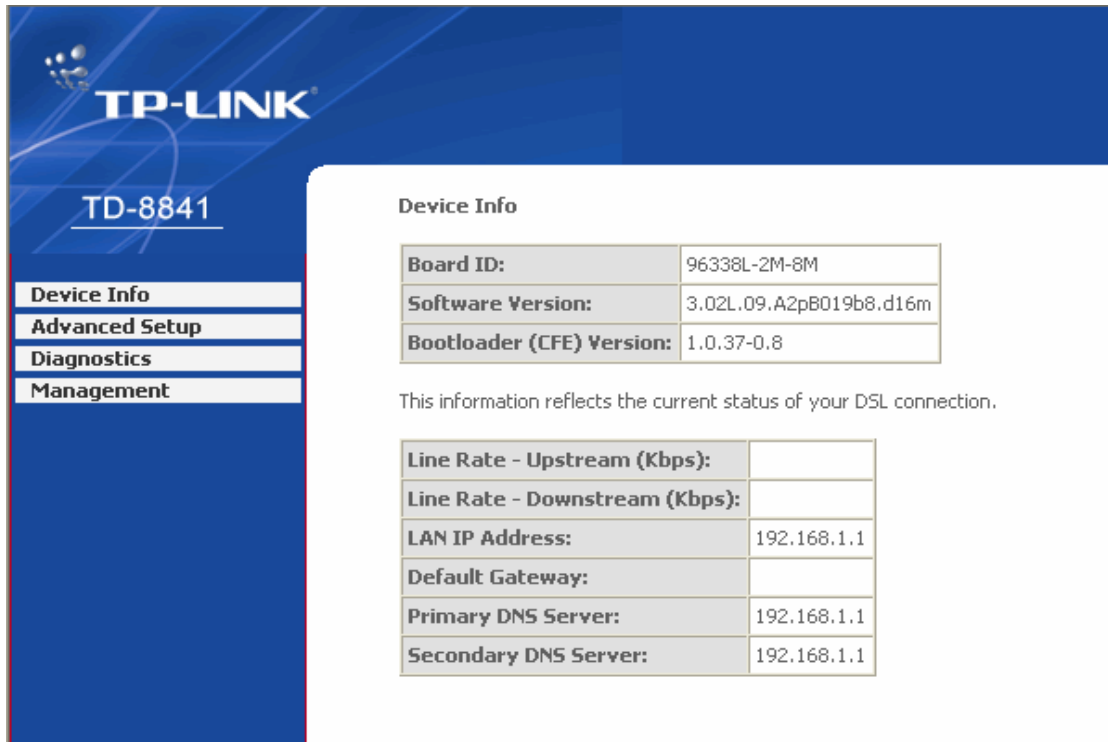 TP-LINK
TD-8841
Device Info
Advanced Setup
Diagnostics
Management
Device Info
Board ID: 96338L-2M-8M
Software Version: 3.02L.09.A2pB019b8.d16m
Bootloader (CFE) Version: 1.0.37-0.8
This information reflects the current status of your DSL connection.
Line Rate - Upstream (Kbps):
Line Rate - Downstream (Kbps):
LAN IP Address: 192.168.1.1
Default Gateway:
Primary DNS Server: 192.168.1.1
Secondary DNS Server: 192.168.1.1